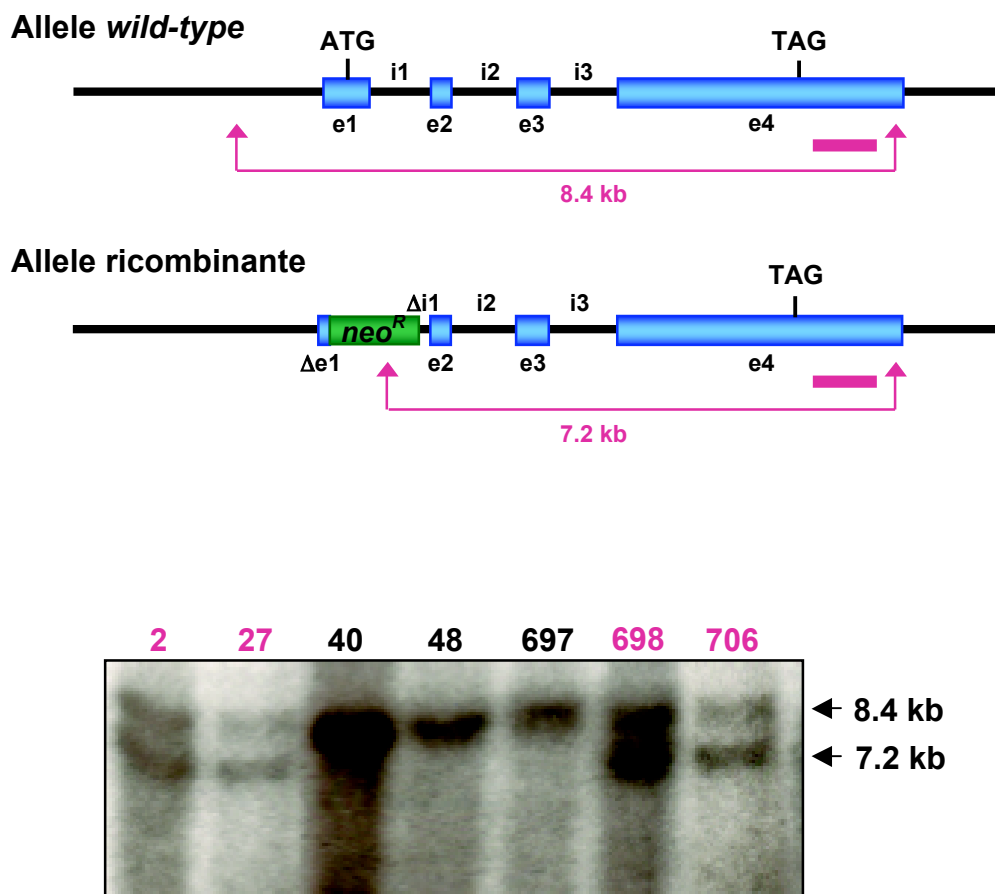 Allele wild-type
ATG
TAG
i1 i2 i3
e1 e2 e3 e4
8.4 kb
Allele ricombinante
TAG
Δi1 i2 i3
neoR
Δe1 e2 e3 e4
7.2 kb
2 27 40 48 697 698 706
8.4 kb
7.2 kb